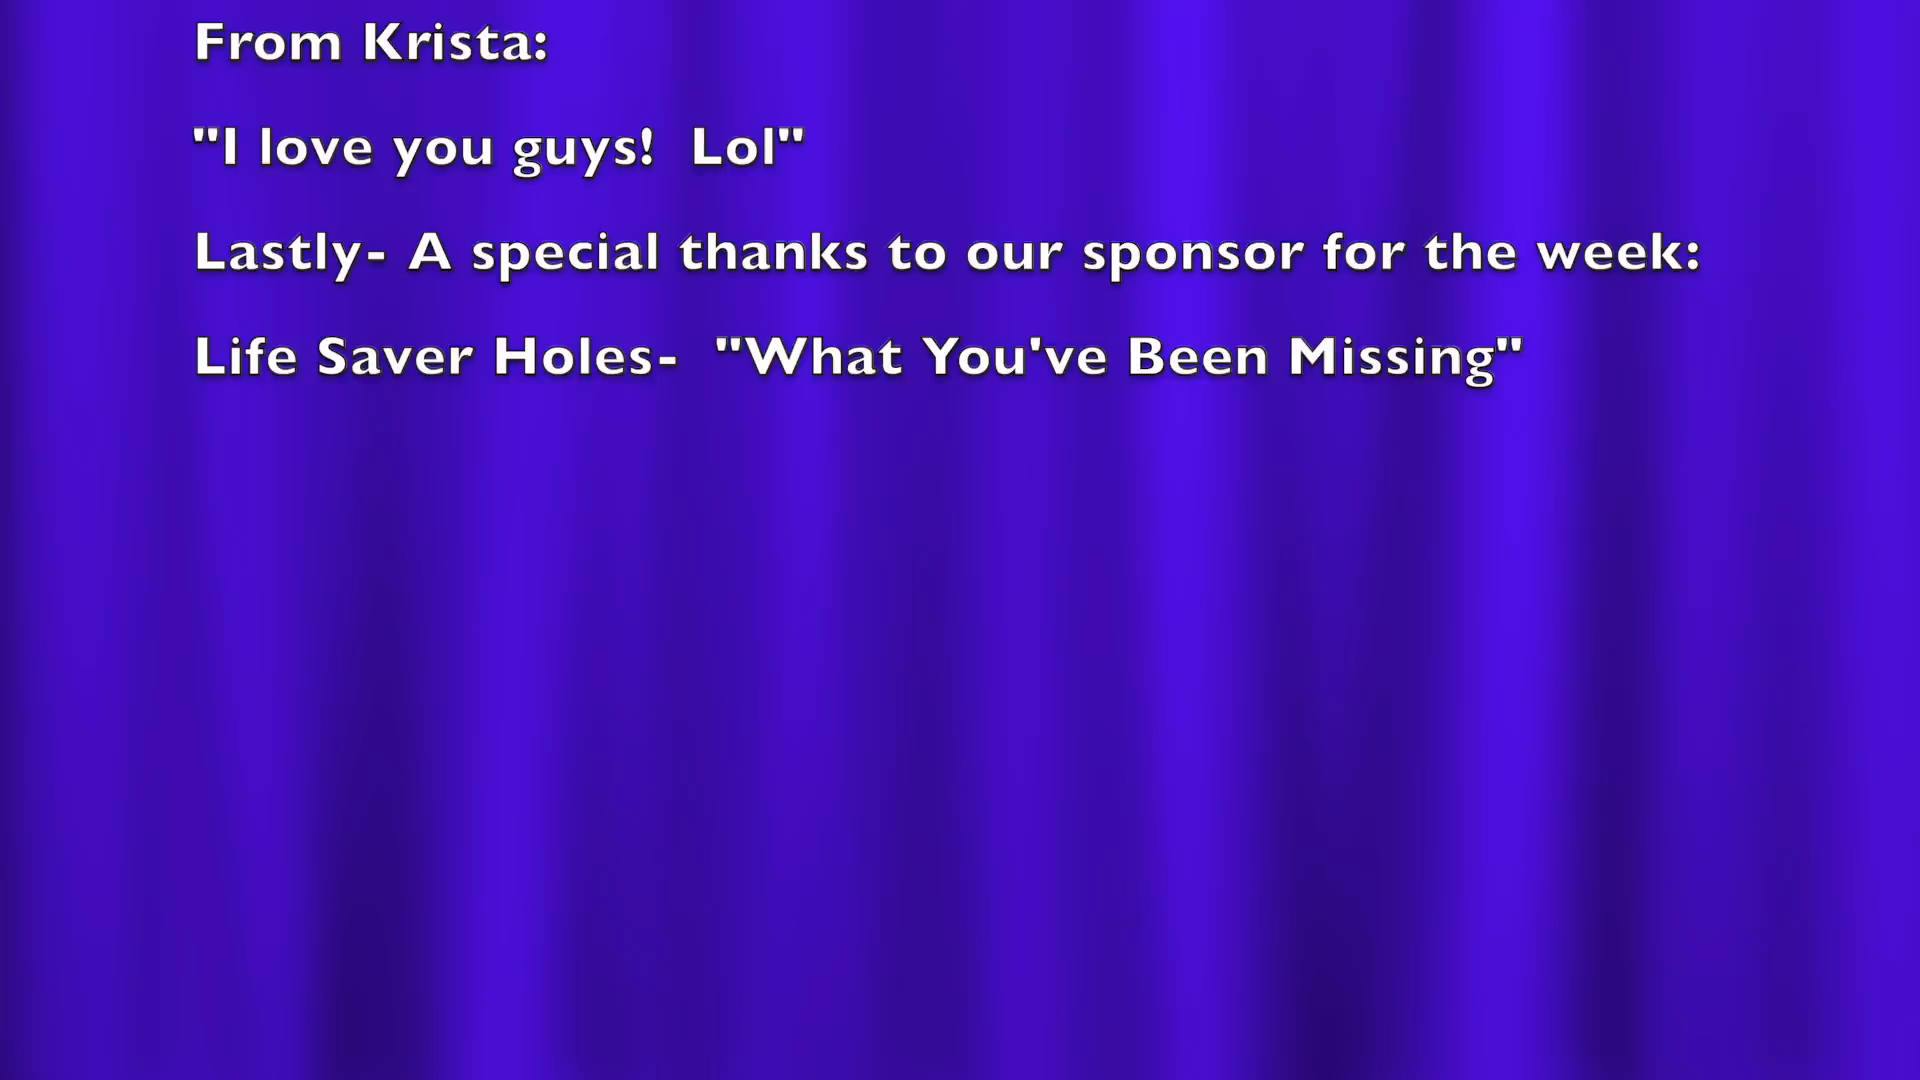 From Krista:
"I love you guys!  Lol"
Lastly- A special thanks to our sponsor for the week:
Life Saver Holes-  "What You've Been Missing"